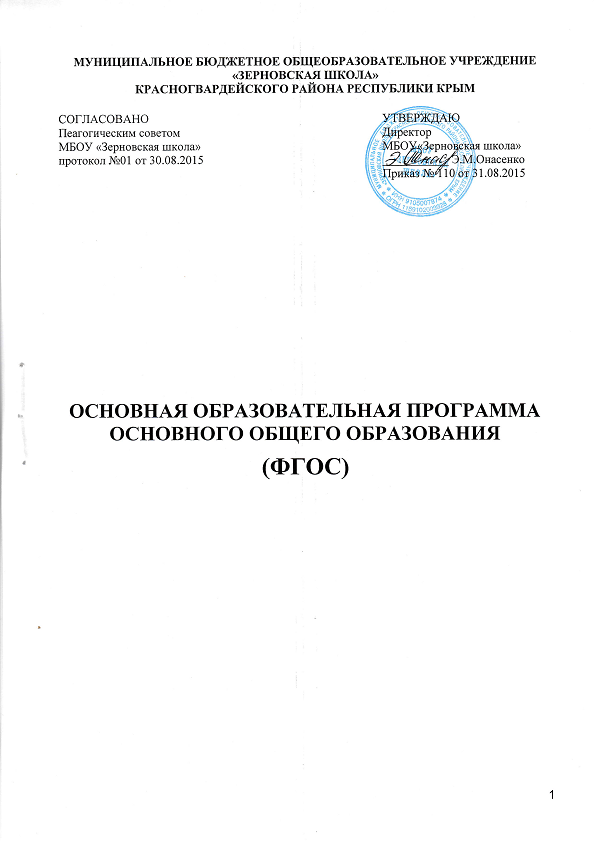 МУНИЦИПАЛЬНОЕ БЮДЖЕТНОЕ ОБЩЕОБРАЗОВАТЕЛЬНОЕ УЧРЕЖДЕНИЕ
«ЗЕРНОВСКАЯ ШКОЛА»
КРАСНОГВАРДЕЙСКОГО РАЙОНА РЕСПУБЛИКИ КРЫМ
СОГЛАСОВАНО
Пеагогическим советом
МБОУ «Зерновская школа»
протокол №01 от 30.08.2015
УТВЕРЖДАЮ
Директор
МБОУ «Зерновская школа»
Э.М.Онасенко
Приказ № 110 от 31.08.2015
ОСНОВНАЯ ОБРАЗОВАТЕЛЬНАЯ ПРОГРАММА
ОСНОВНОГО ОБЩЕГО ОБРАЗОВАНИЯ
(ФГОС)
1